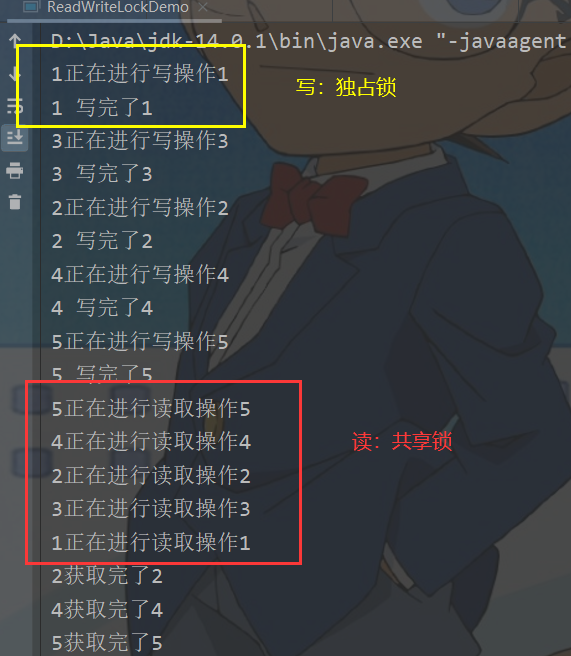 ReadWriteLockDemo
D:\Java\jdk-14.0.1\bin\java.exe "-javaagent
1正在进行写操作1
写：独占锁
1 写完了1
3正在进行写操作3
3 写完了3
2正在进行写操作2
2 写完了2
4正在进行写操作4
4 写完了4
5正在进行写操作5
5 写完了5
5正在进行读取操作5
4正在进行读取操作4
读：共享锁
2正在进行读取操作2
3正在进行读取操作3
1正在进行读取操作1
2获取完了2
4获取完了4
5获取完了5